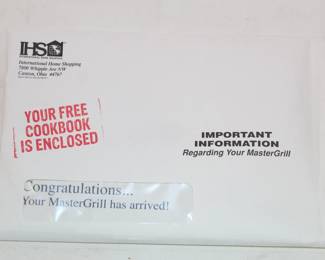 IHS
International Home Shopping
7800 Whipple Ave NW
Canton, Ohio 44767
YOUR FREE
COOKBOOK
IS ENCLOSED
IMPORTANT
INFORMATION
Regarding Your MasterGrill
Congratulations...
Your MasterGrill has arrived!